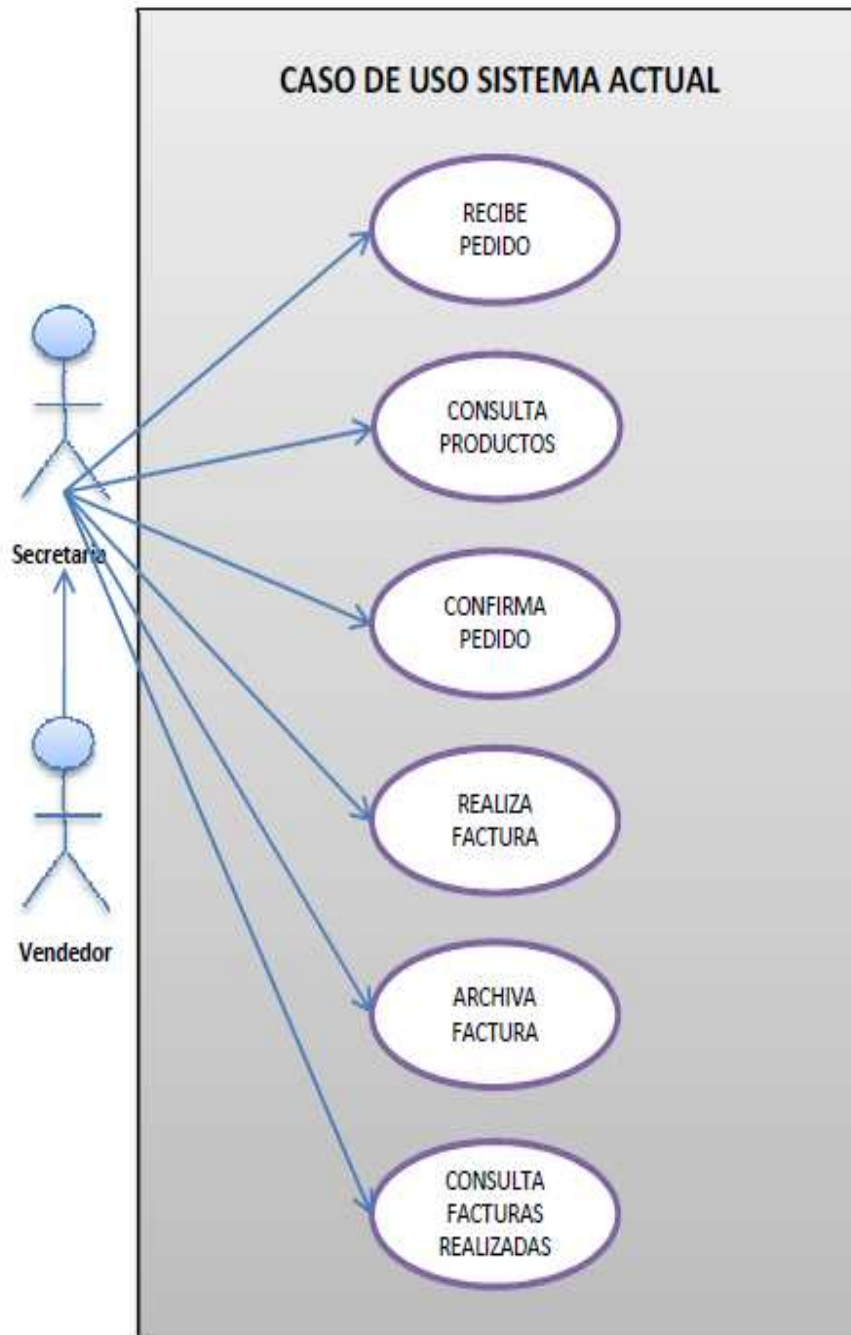 CASO DE USO SISTEMA ACTUAL
RECIBE
PEDIDO
CONSULTA
PRODUCTOS
CONFIRMA
PEDIDO
Secretaria
REALIZA
FACTURA
Vendedor
ARCHIVA
FACTURA
CONSULTA
FACTURAS
REALIZADAS